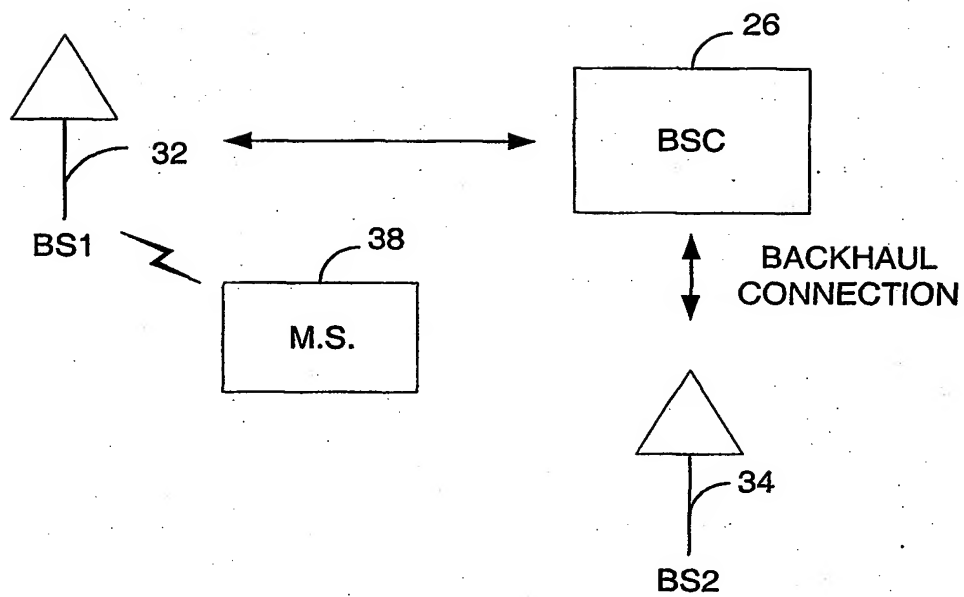 26
BSC
32
BS1
38
M.S.
BACKHAUL
CONNECTION
34
BS2